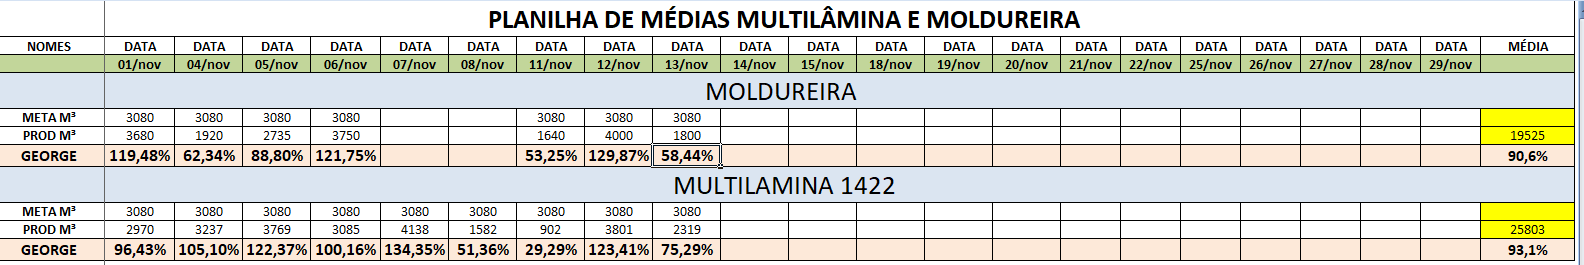 PLANILHA DE MÉDIAS MULTILÂMINA E MOLDUREIRA
NOMES DATA DATA DATA DATA DATA DATA DATA DATA DATA DATA DATA DATA DATA DATA DATA DATA DATA DATA DATA DATA MÉDIA
01/nov 04/nov 05/nov 06/nov 07/nov 08/nov 11/nov 12/nov 13/nov 14/nov 15/nov 18/nov 19/nov 20/nov 21/nov 22/nov 25/nov 26/nov 27/nov 28/nov 29/nov
MOLDUREIRA
META M³ 3080 3080 3080 3080 3080 3080 3080
PROD M³ 3680 1920 2735 3750 1640 4000 1800 19525
GEORGE 119,48% 62,34% 88,80% 121,75% 53,25% 129,87% 58,44% 90,6%
MULTILAMINA 1422
META M³ 3080 3080 3080 3080 3080 3080 3080 3080 3080
PROD M³ 2970 3237 3769 3085 4138 1582 902 3801 2319 25803
GEORGE 96,43% 105,10% 122,37% 100,16% 134,35% 51,36% 29,29% 123,41% 75,29% 93,1%